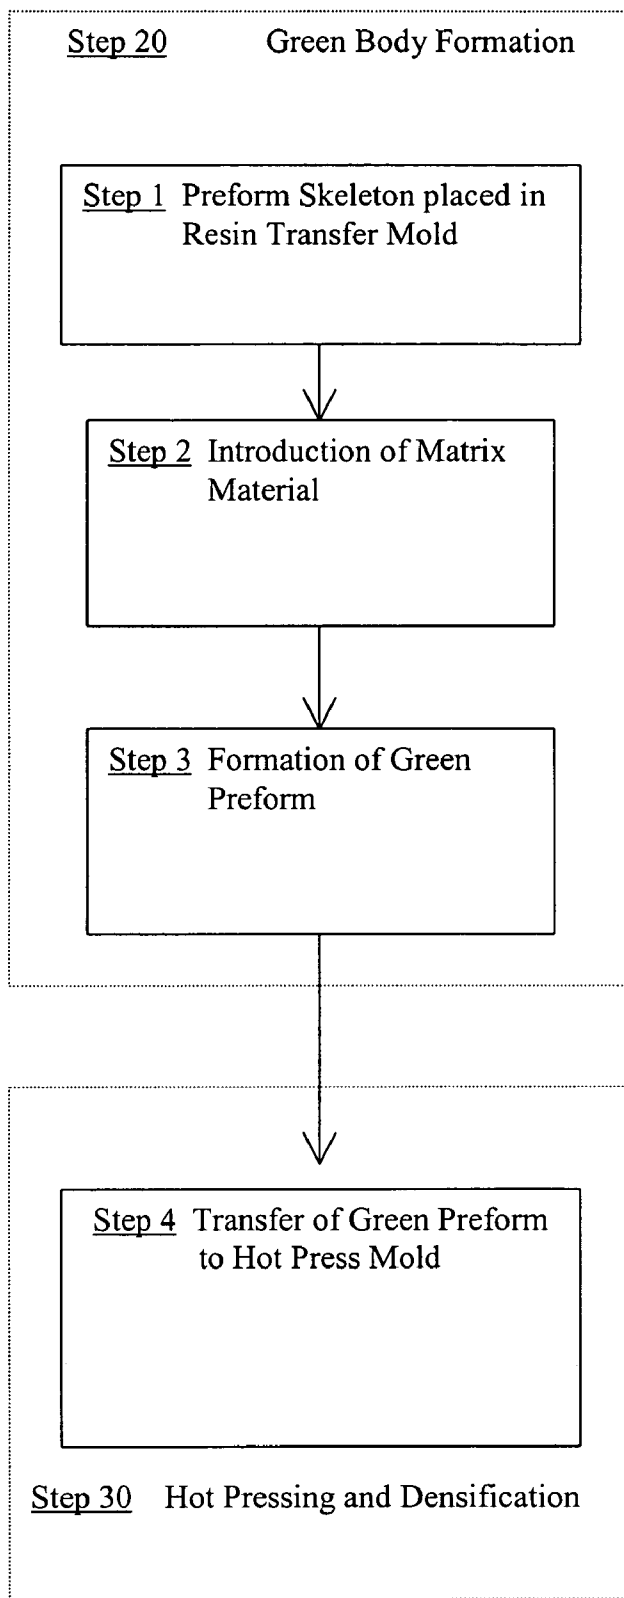 Step 20 Green Body Formation
Step 1 Preform Skeleton placed in
Resin Transfer Mold
Step 2 Introduction of Matrix
Material
Step 3 Formation of Green
Preform
Step 4 Transfer of Green Preform
to Hot Press Mold
Step 30 Hot Pressing and Densification